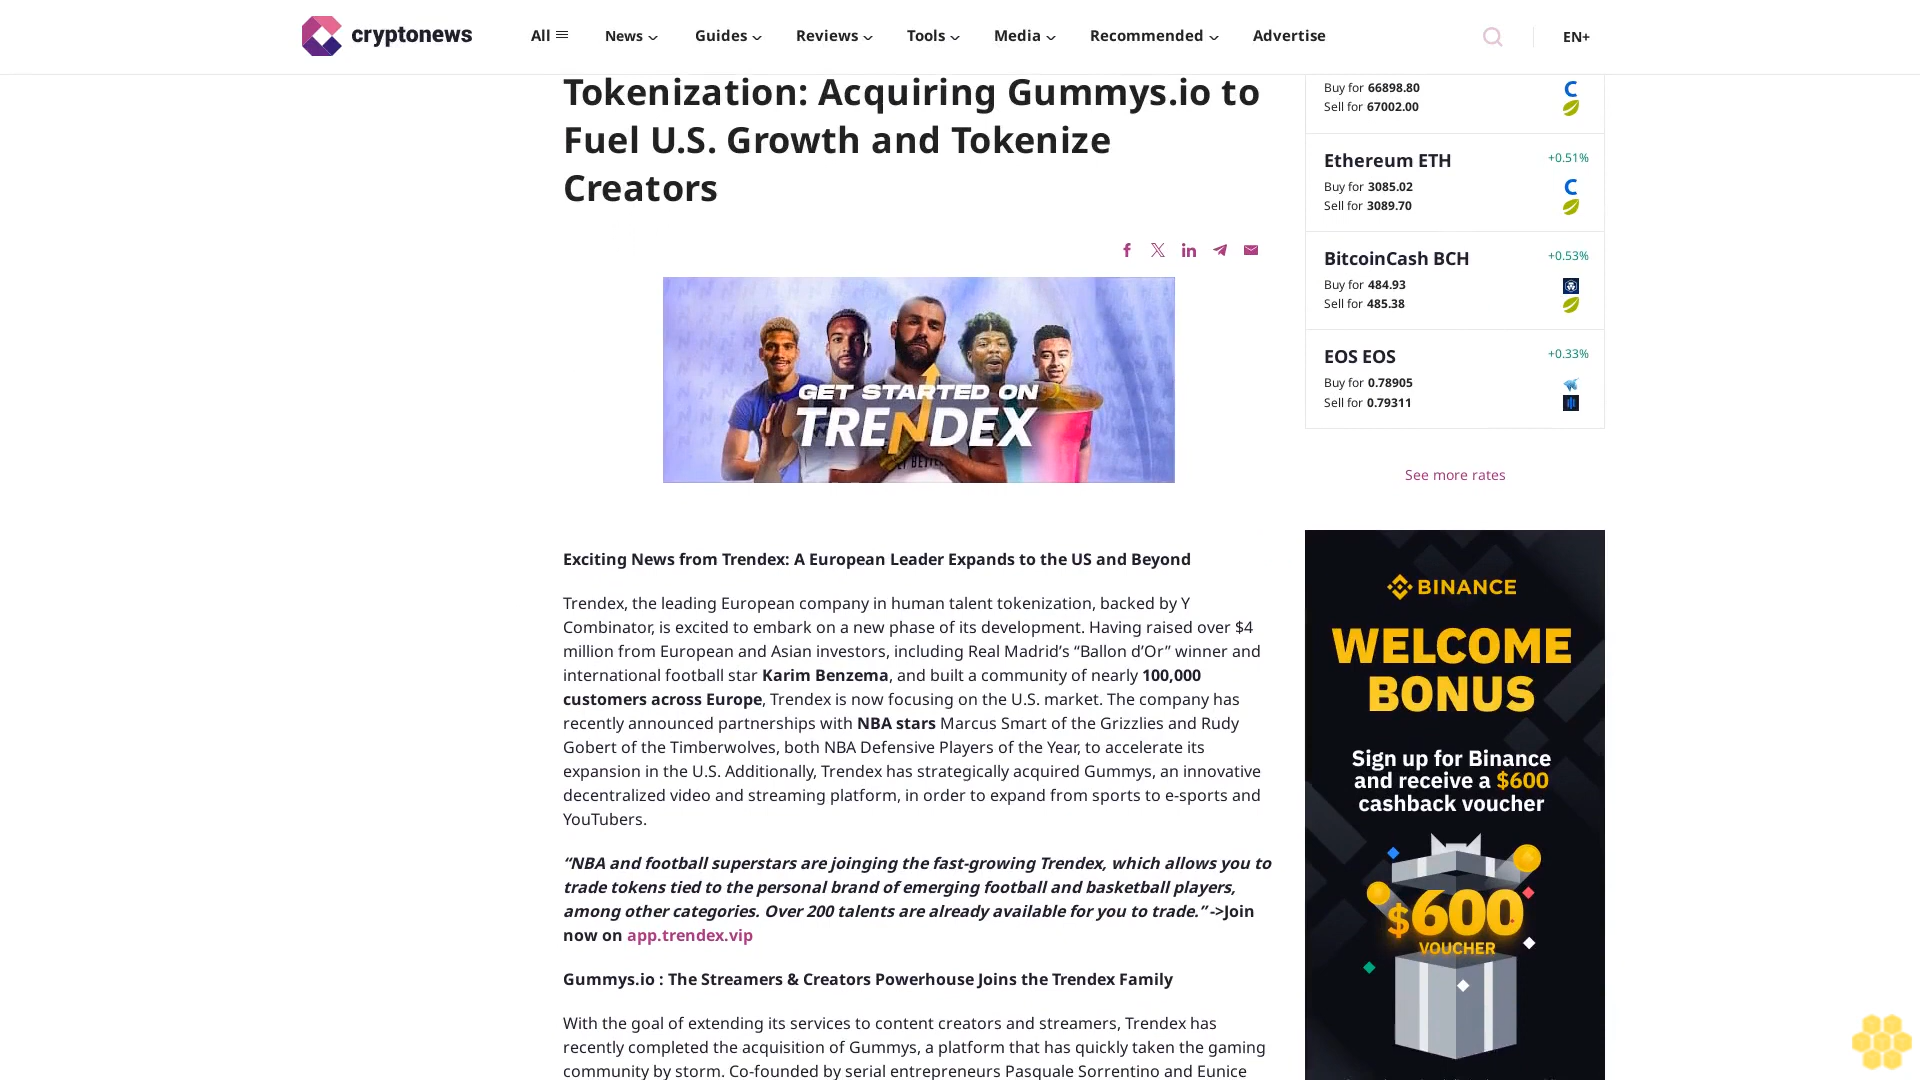 cryptonews
All
News
Guides
Reviews
Tools
Media
Recommended
Advertise
EN+
Tokenization: Acquiring Gummys.io to
Fuel U.S. Growth and Tokenize
Creators
GET STARTED ON
TRENDEX
Exciting News from Trendex: A European Leader Expands to the US and Beyond
Trendex, the leading European company in human talent tokenization, backed by Y
Combinator, is excited to embark on a new phase of its development. Having raised over $4
million from European and Asian investors, including Real Madrid’s “Ballon d’Or” winner and
international football star Karim Benzema, and built a community of nearly 100,000
customers across Europe, Trendex is now focusing on the U.S. market. The company has
recently announced partnerships with NBA stars Marcus Smart of the Grizzlies and Rudy
Gobert of the Timberwolves, both NBA Defensive Players of the Year, to accelerate its
expansion in the U.S. Additionally, Trendex has strategically acquired Gummys, an innovative
decentralized video and streaming platform, in order to expand from sports to e-sports and
YouTubers.
“NBA and football superstars are joinging the fast-growing Trendex, which allows you to
trade tokens tied to the personal brand of emerging football and basketball players,
among other categories. Over 200 talents are already available for you to trade.” ->Join
now on app.trendex.vip
Gummys.io : The Streamers & Creators Powerhouse Joins the Trendex Family
With the goal of extending its services to content creators and streamers, Trendex has
recently completed the acquisition of Gummys, a platform that has quickly taken the gaming
community by storm. Co-founded by serial entrepreneurs Pasquale Sorrentino and Eunice
Buy for 66898.80
Sell for 67002.00
Ethereum ETH
+0.51%
Buy for 3085.02
Sell for 3089.70
BitcoinCash BCH
+0.53%
Buy for 484.93
Sell for 485.38
EOS EOS
+0.33%
Buy for 0.78905
Sell for 0.79311
See more rates
BINANCE
WELCOME
BONUS
Sign up for Binance
and receive a $600
cashback voucher
$600
VOUCHER